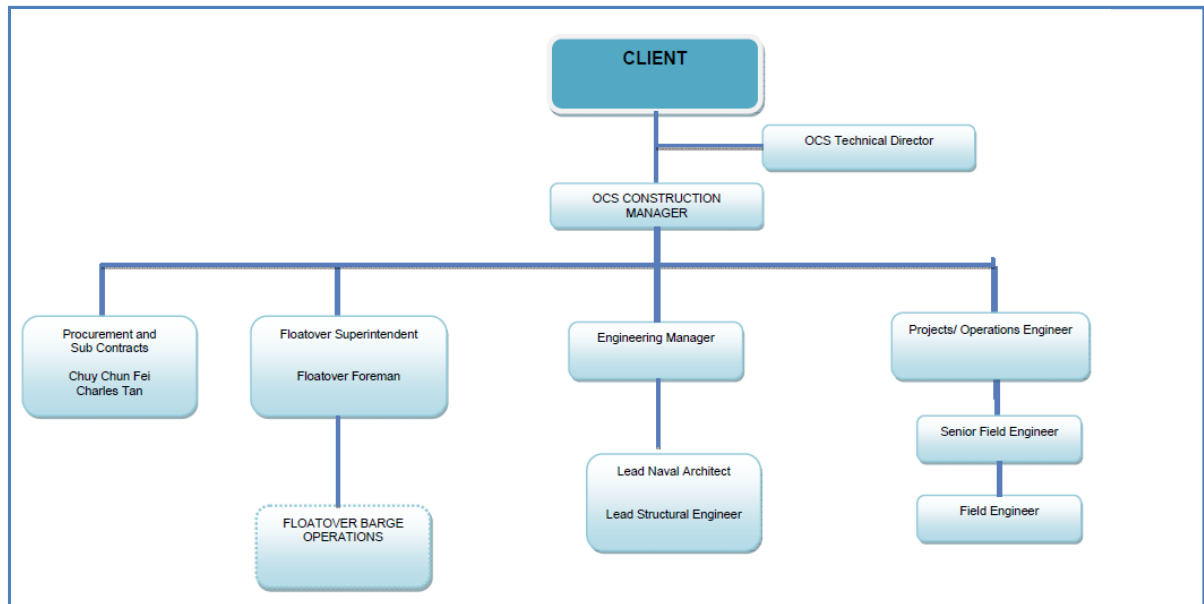 CLIENT
OCS Technical Director
OCS CONSTRUCTION
MANAGER
Procurement and
Sub Contracts
Chuy Chun Fei
Charles Tan
Floatover Superintendent
Floatover Foreman
Engineering Manager
Projects/ Operations Engineer
Senior Field Engineer
Lead Naval Architect
Lead Structural Engineer
Field Engineer
FLOATOVER BARGE
OPERATIONS